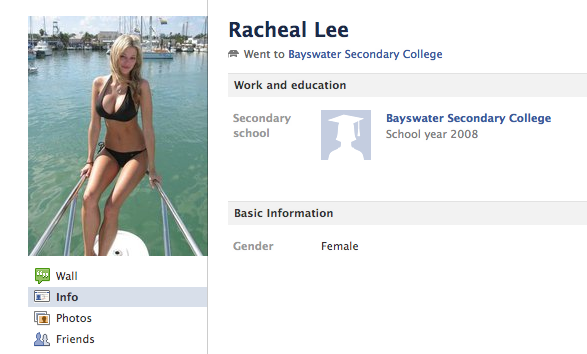 Racheal Lee
Went to Bayswater Secondary College
Work and education
Secondary school
Bayswater Secondary College
School year 2008
Basic Information
Gender
Female
Wall
Info
Photos
Friends